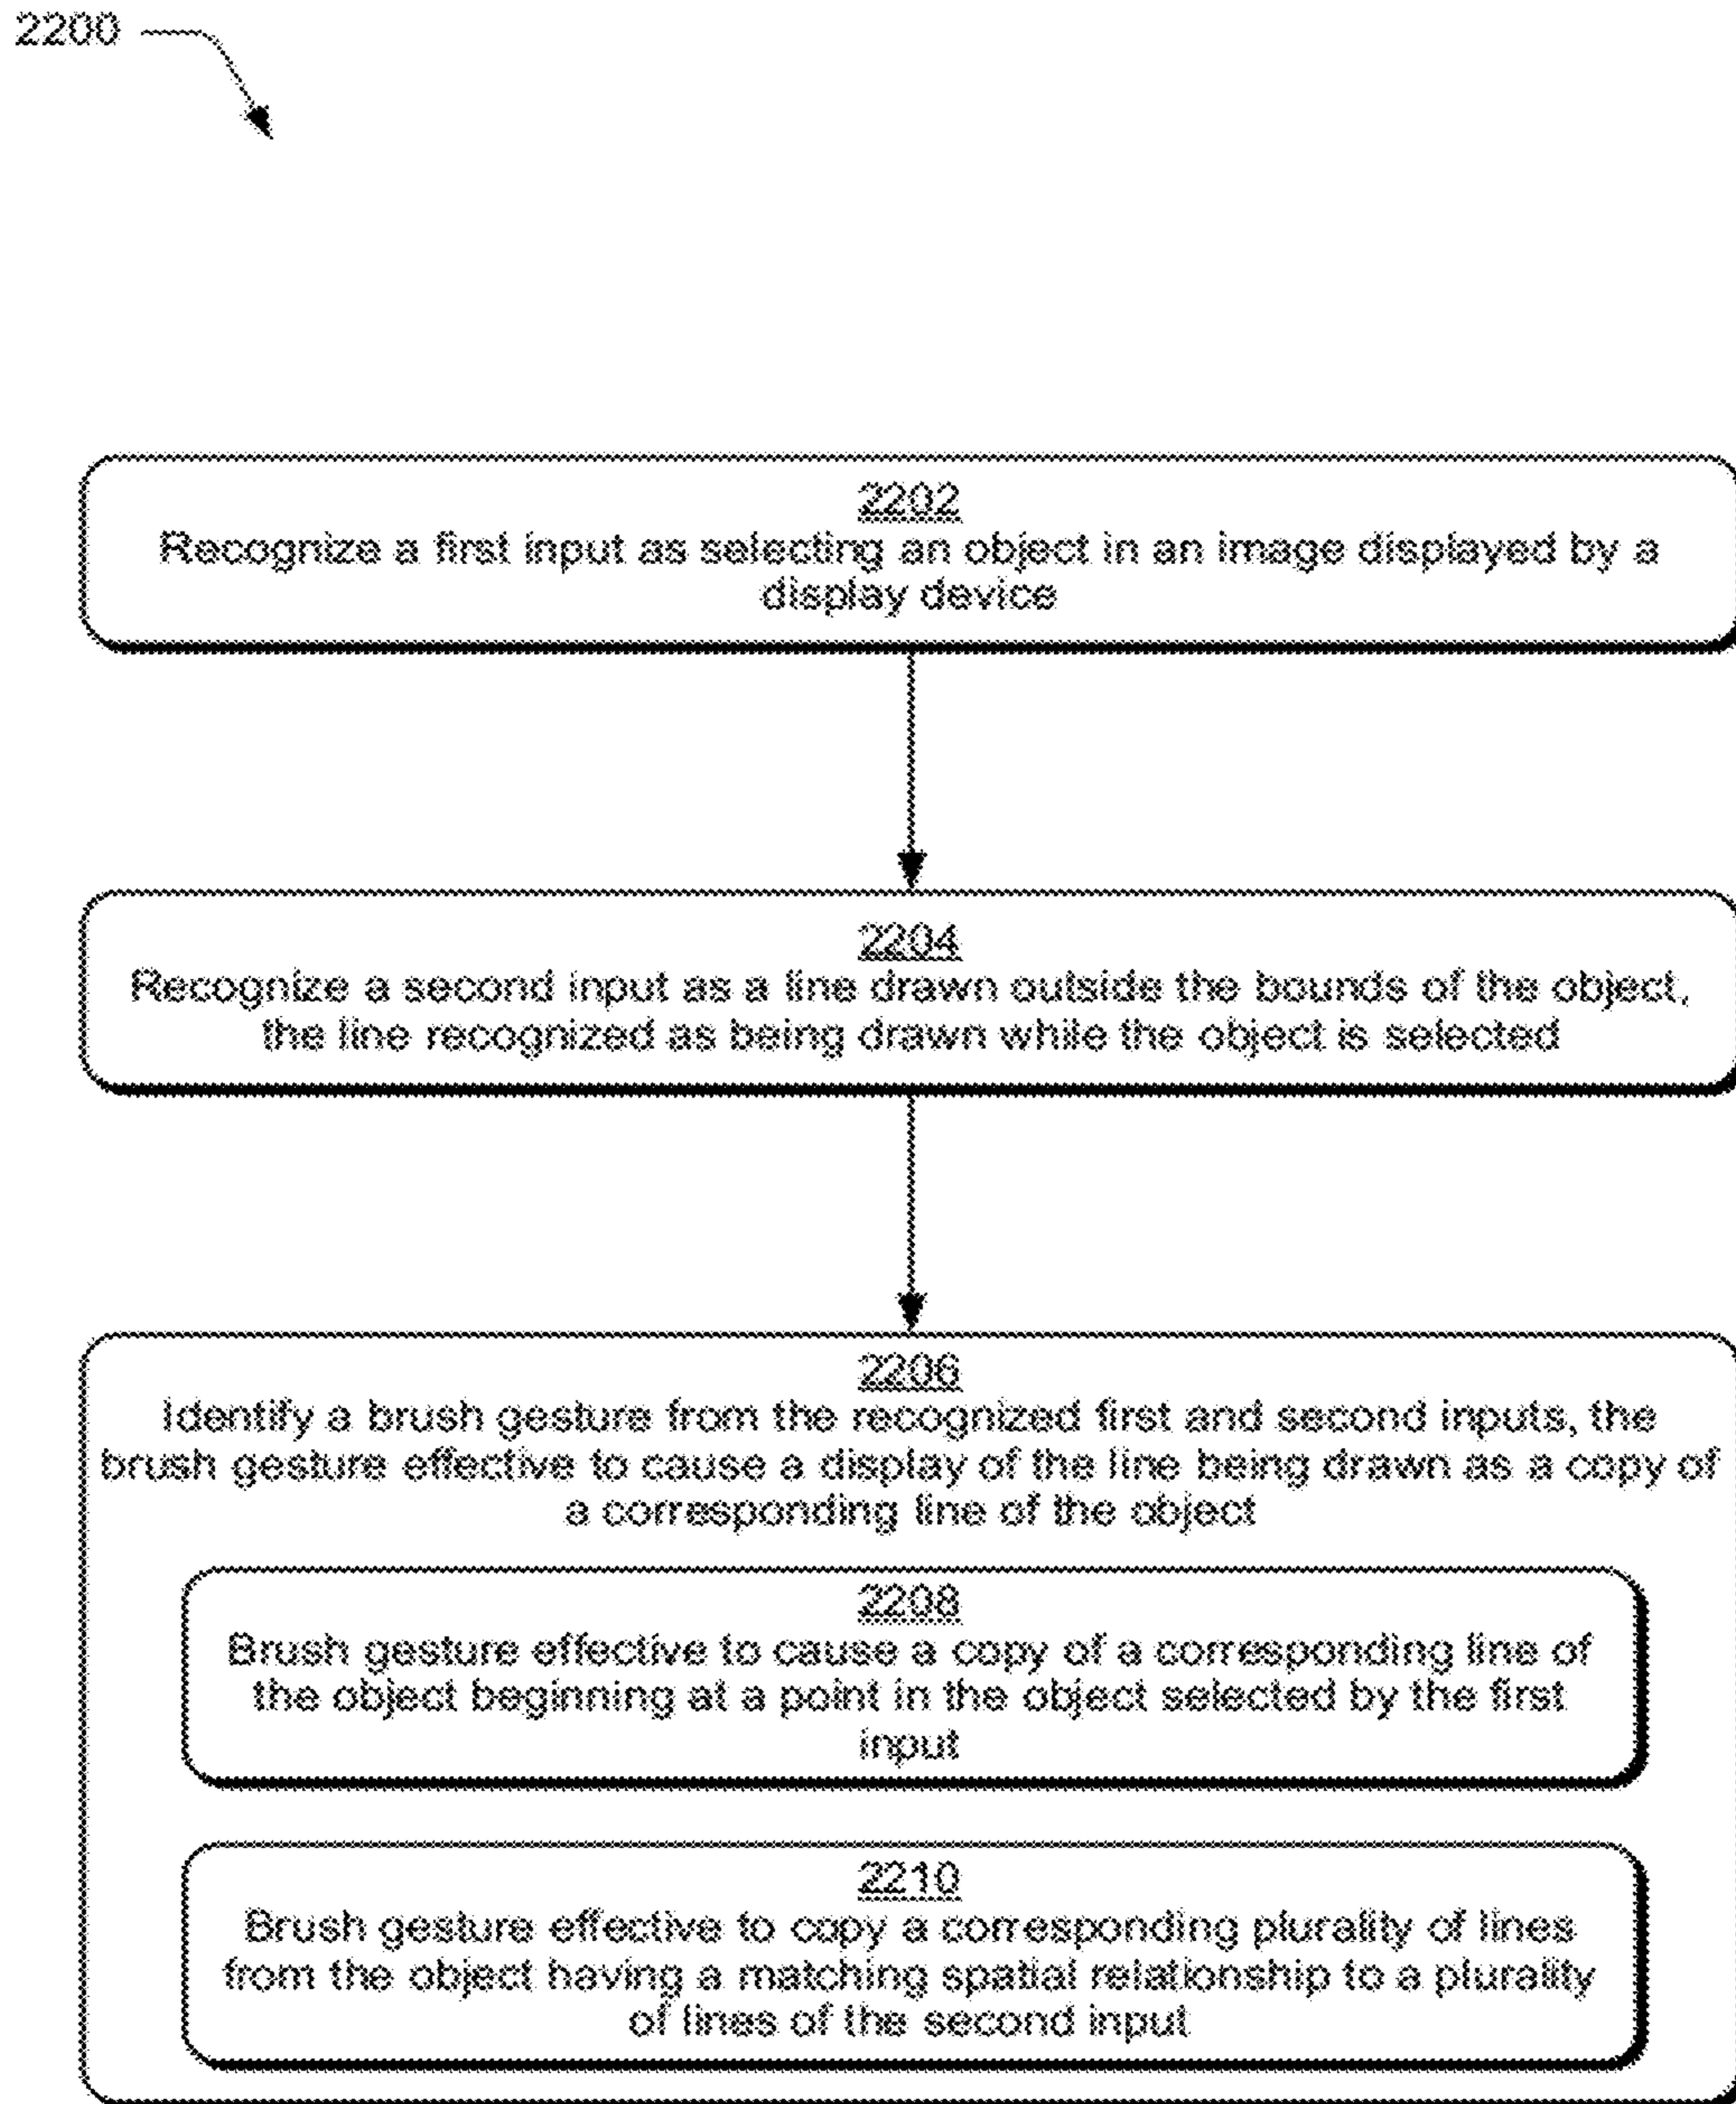 2200
2202
Recognize a first input as selecting an object in an image displayed by a
display device
2204
Recognize a second input as a line drawn outside the bounds of the object,
the line recognized as being drawn while the object is selected
2206
Identify a brush gesture from the recognized first and second inputs, the
brush gesture effective to cause a display of the line being drawn as a copy of
a corresponding line of the object
2208
Brush gesture effective to cause a copy of a corresponding line of
the object beginning at a point in the object selected by the first
input
2210
Brush gesture effective to copy a corresponding plurality of lines
from the object having a matching spatial relationship to a plurality
of lines of the second input